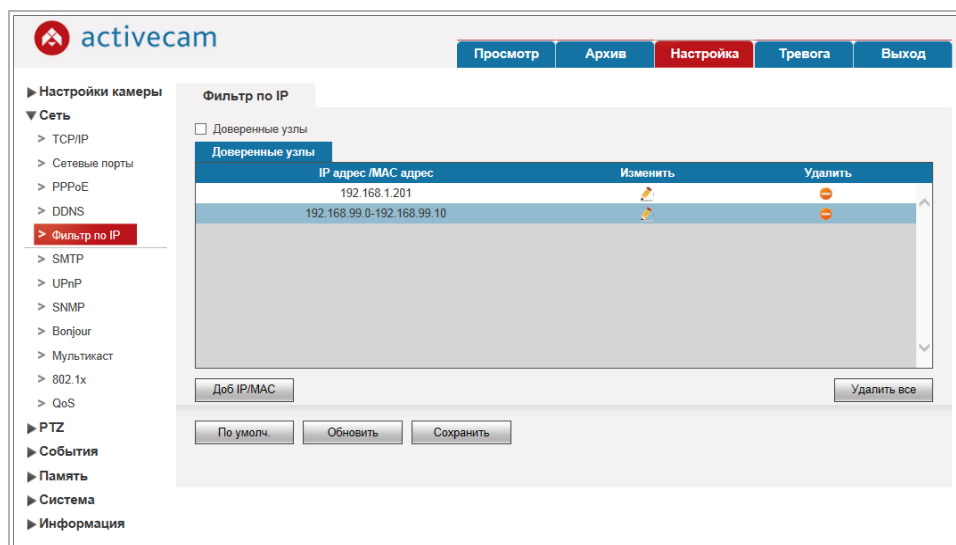 activecam
Просмотр Архив Настройка Тревога Выход
Настройки камеры
Сеть
> TCP/IP
> Сетевые порты
> PPPoE
> DDNS
> Фильтр по IP
> SMTP
> UPnP
> SNMP
> Bonjour
> Мультикаст
> 802.1x
> QoS
PTZ
События
Память
Система
Информация
Фильтр по IP
Доверенные узлы
Доверенные узлы
IP адрес /MAC адрес Изменить Удалить
192.168.1.201
192.168.99.0-192.168.99.10
Доб IP/MAC Удалить все
По умолч. Обновить Сохранить